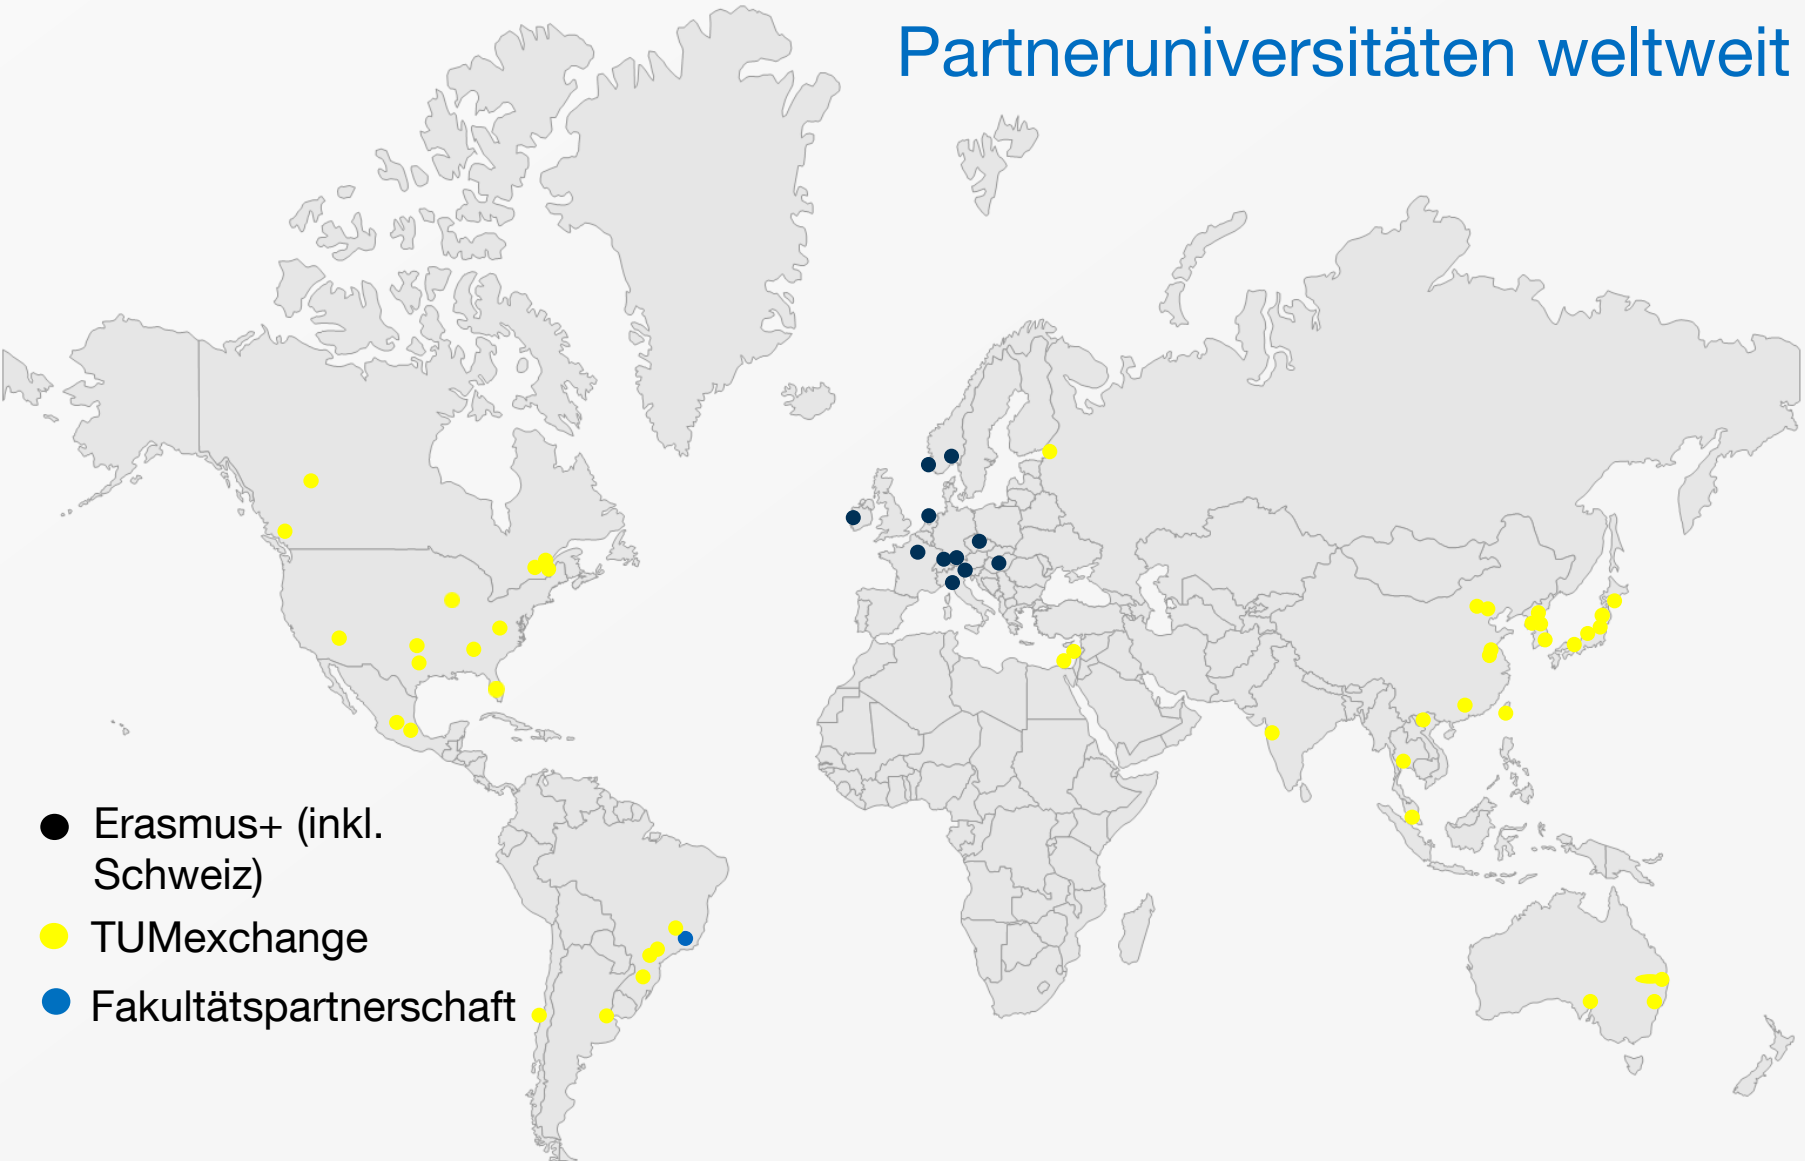 Partneruniversitäten weltweit
Erasmus+ (inkl.
Schweiz)
TUMexchange
Fakultätspartnerschaft